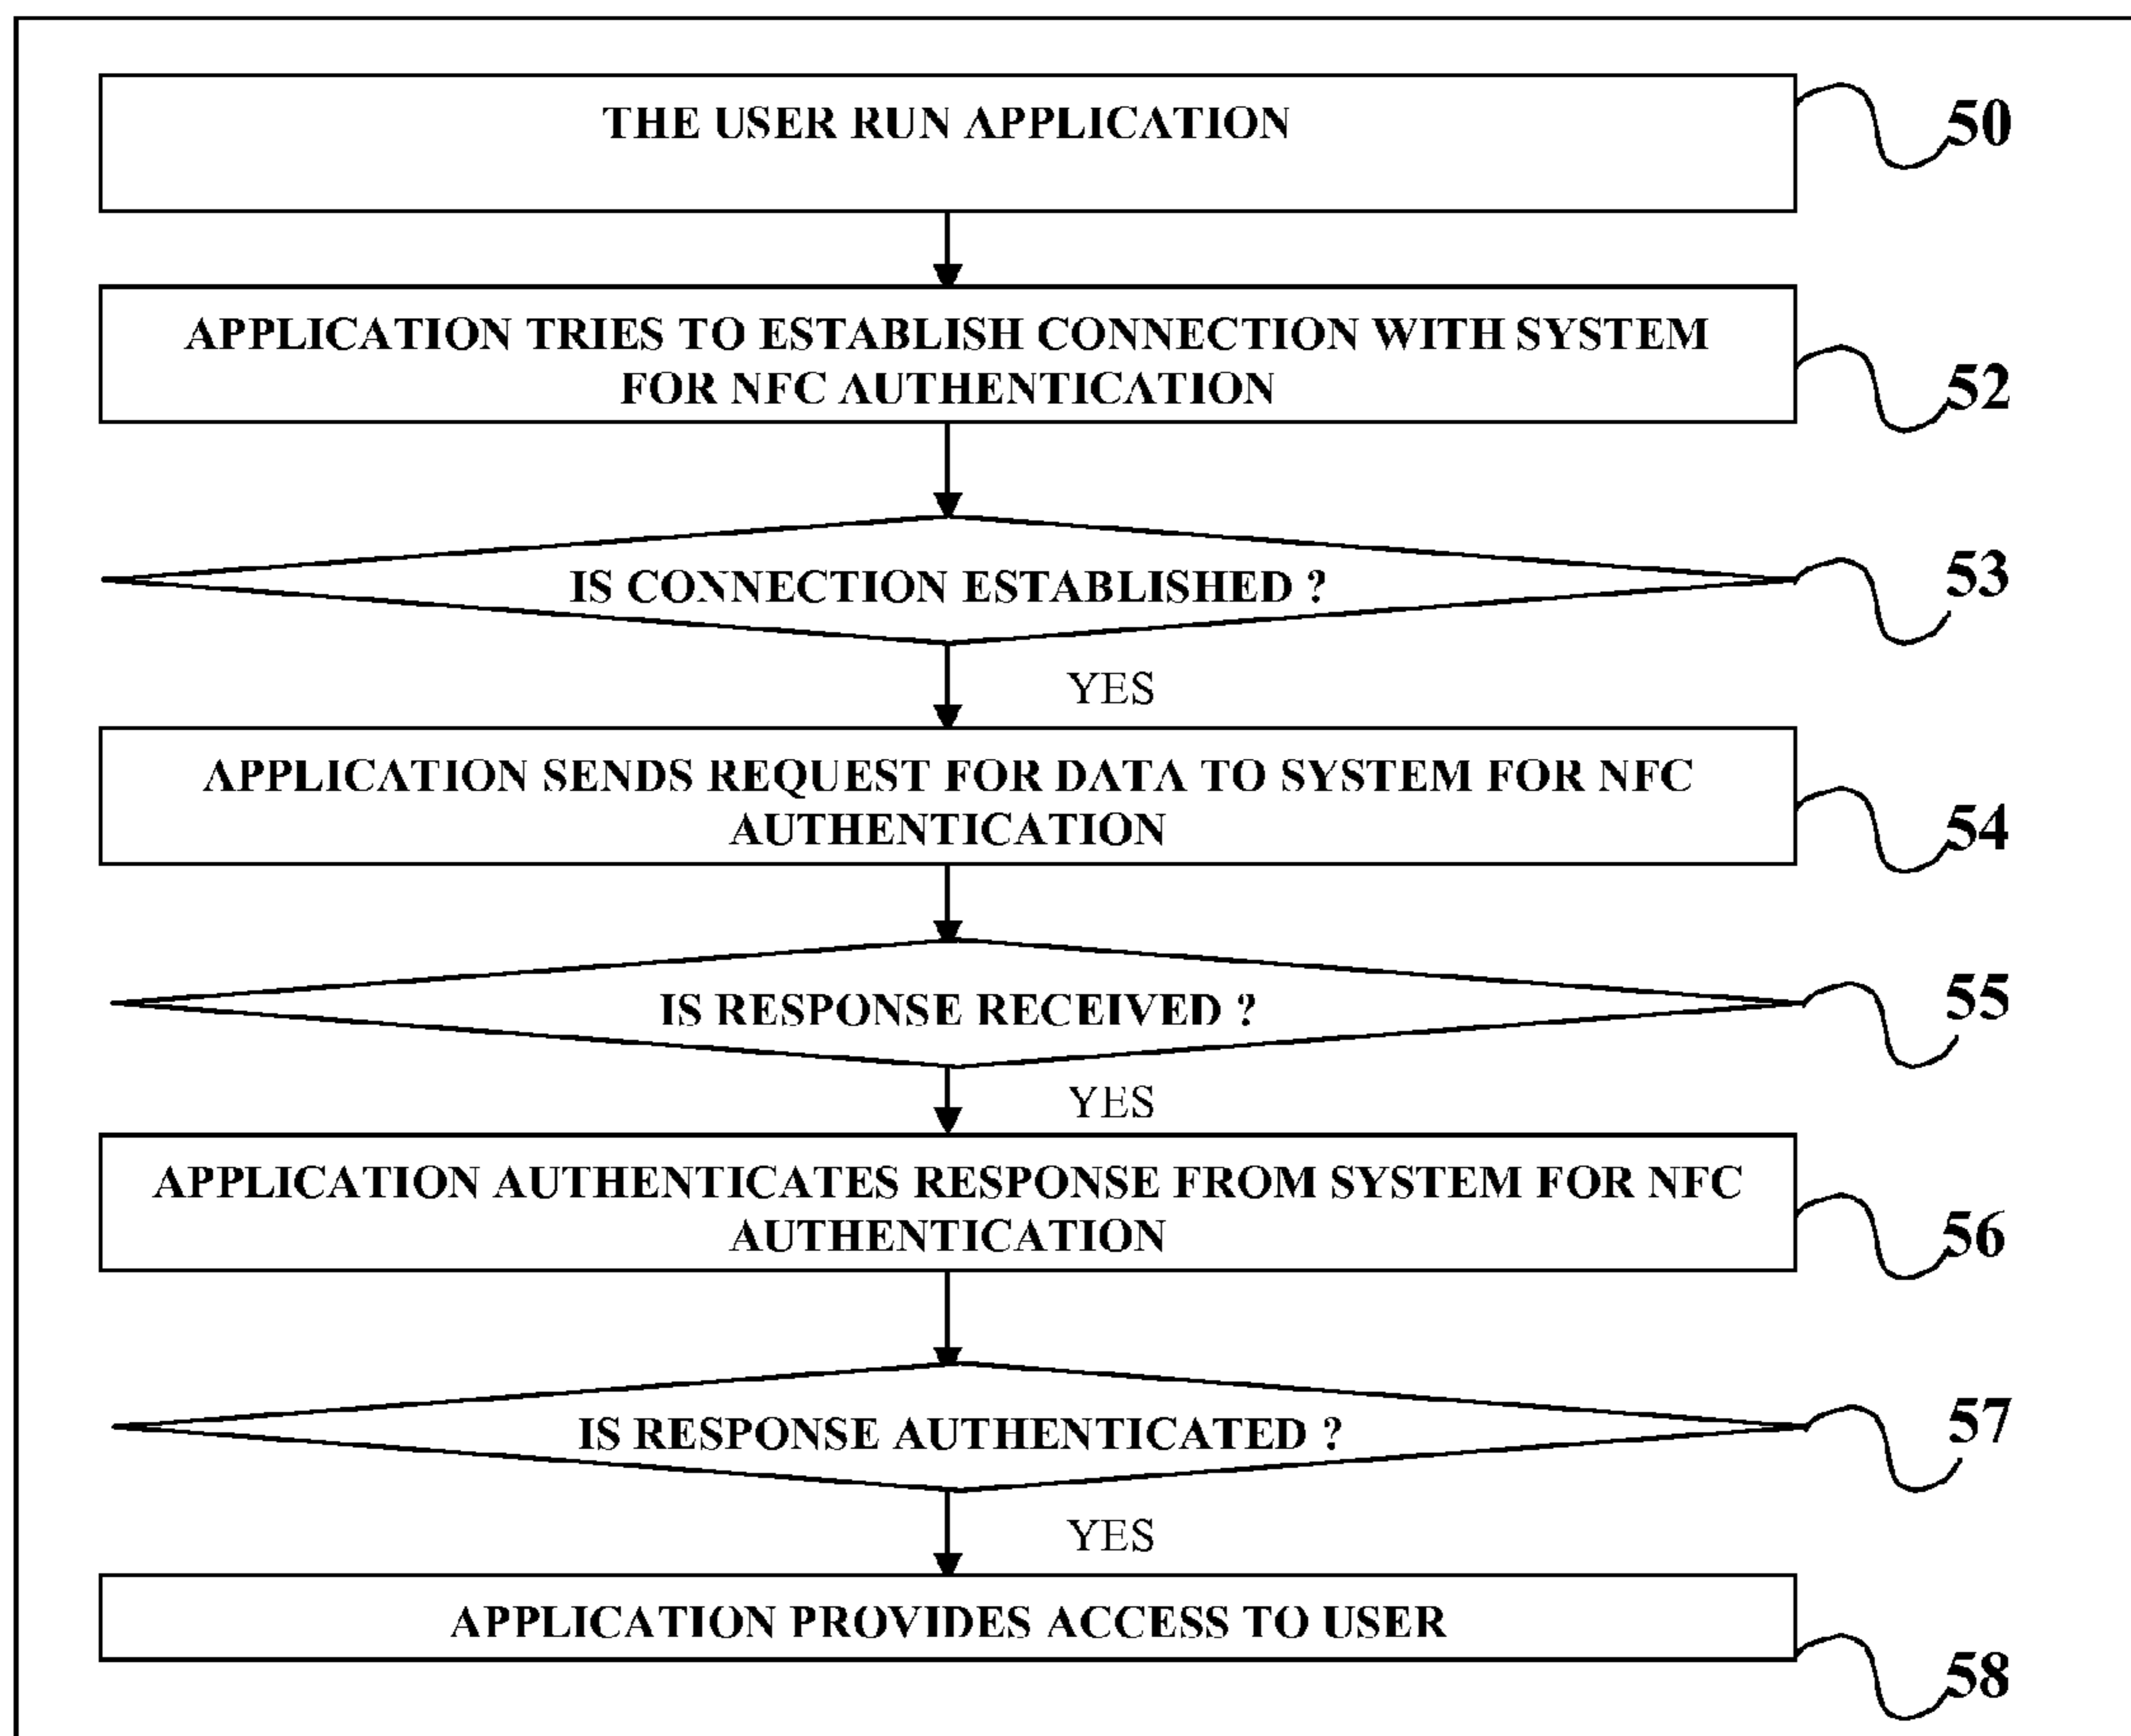 THE USER RUN APPLICATION
50
APPLICATION TRIES TO ESTABLISH CONNECTION WITH SYSTEM
FOR NFC AUTHENTICATION
52
IS CONNECTION ESTABLISHED ?
53
YES
APPLICATION SENDS REQUEST FOR DATA TO SYSTEM FOR NFC
AUTHENTICATION
54
IS RESPONSE RECEIVED ?
55
YES
APPLICATION AUTHENTICATES RESPONSE FROM SYSTEM FOR NFC
AUTHENTICATION
56
IS RESPONSE AUTHENTICATED ?
57
YES
APPLICATION PROVIDES ACCESS TO USER
58